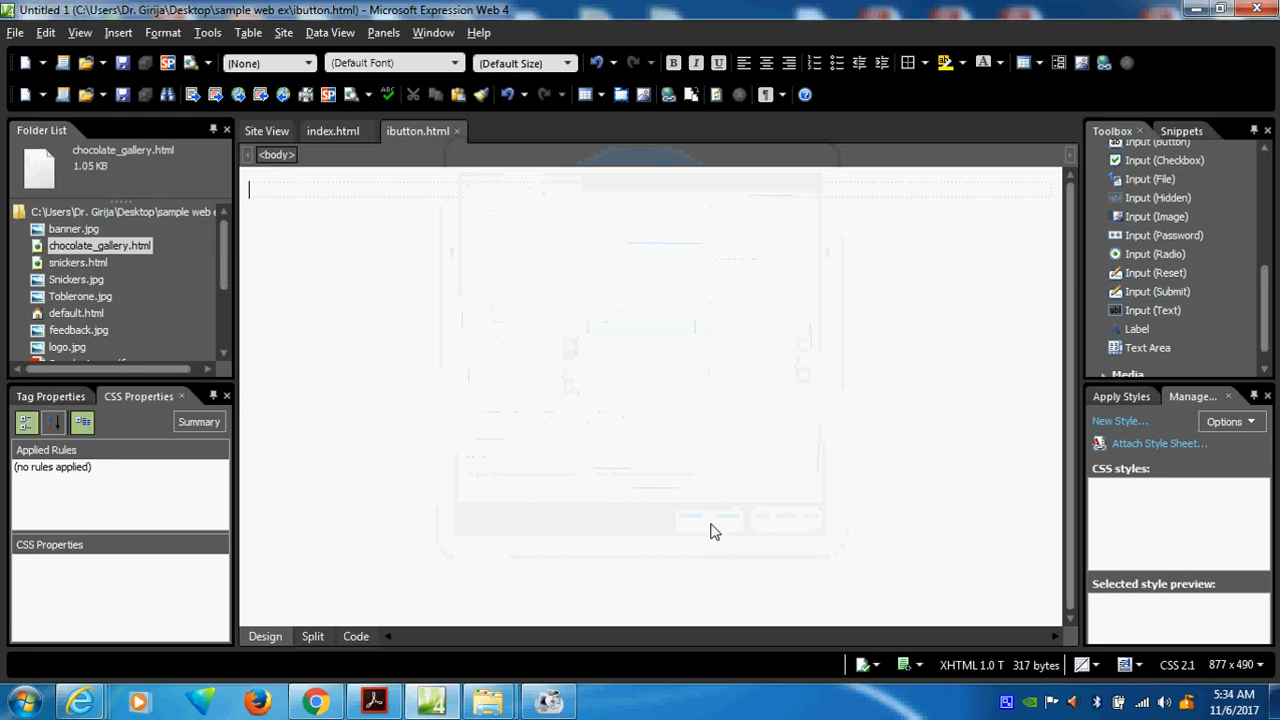 Untitled 1 (C:\Users\Dr. Girija\Desktop\sample web ex\ibutton.html) - Microsoft Expression Web 4
File Edit View Insert Format Tools Table Site Data View Panels Window Help
(None) (Default Font) (Default Size)
Folder List
chocolate_gallery.html
1.05 KB
C:\Users\Dr. Girija\Desktop\sample web e
banner.jpg
chocolate_gallery.html
snickers.html
Snickers.jpg
Toblerone.jpg
default.html
feedback.jpg
logo.jpg
Tag Properties CSS Properties
Summary
Applied Rules
(no rules applied)
CSS Properties
Site View index.html ibutton.html
<body>
Design Split Code
Toolbox Snippets
Input (Button)
Input (Checkbox)
Input (File)
Input (Hidden)
Input (Image)
Input (Password)
Input (Radio)
Input (Reset)
Input (Submit)
Input (Text)
Label
Text Area
Media
Apply Styles Manage...
New Style... Options
Attach Style Sheet...
CSS styles:
Selected style preview:
XHTML 1.0 T 317 bytes CSS 2.1 877 x 490
5:34 AM
11/6/2017